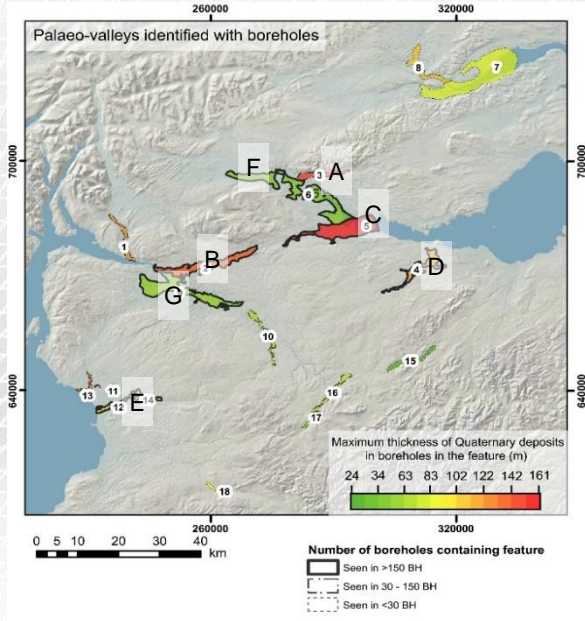 260000 320000
Palaeo-valleys identified with boreholes
8 7
700000 700000
F 3 A
6
C
5
1 B
2
4 D
G
10
15
640000 640000
13 11 16
12 E 14
17
Maximum thickness of Quaternary deposits
in boreholes in the feature (m)
24 34 63 83 102 122 142 161
18
260000 320000
0 5 10 20 30 40
km
Number of boreholes containing feature
Seen in >150 BH
Seen in 30 - 150 BH
Seen in <30 BH